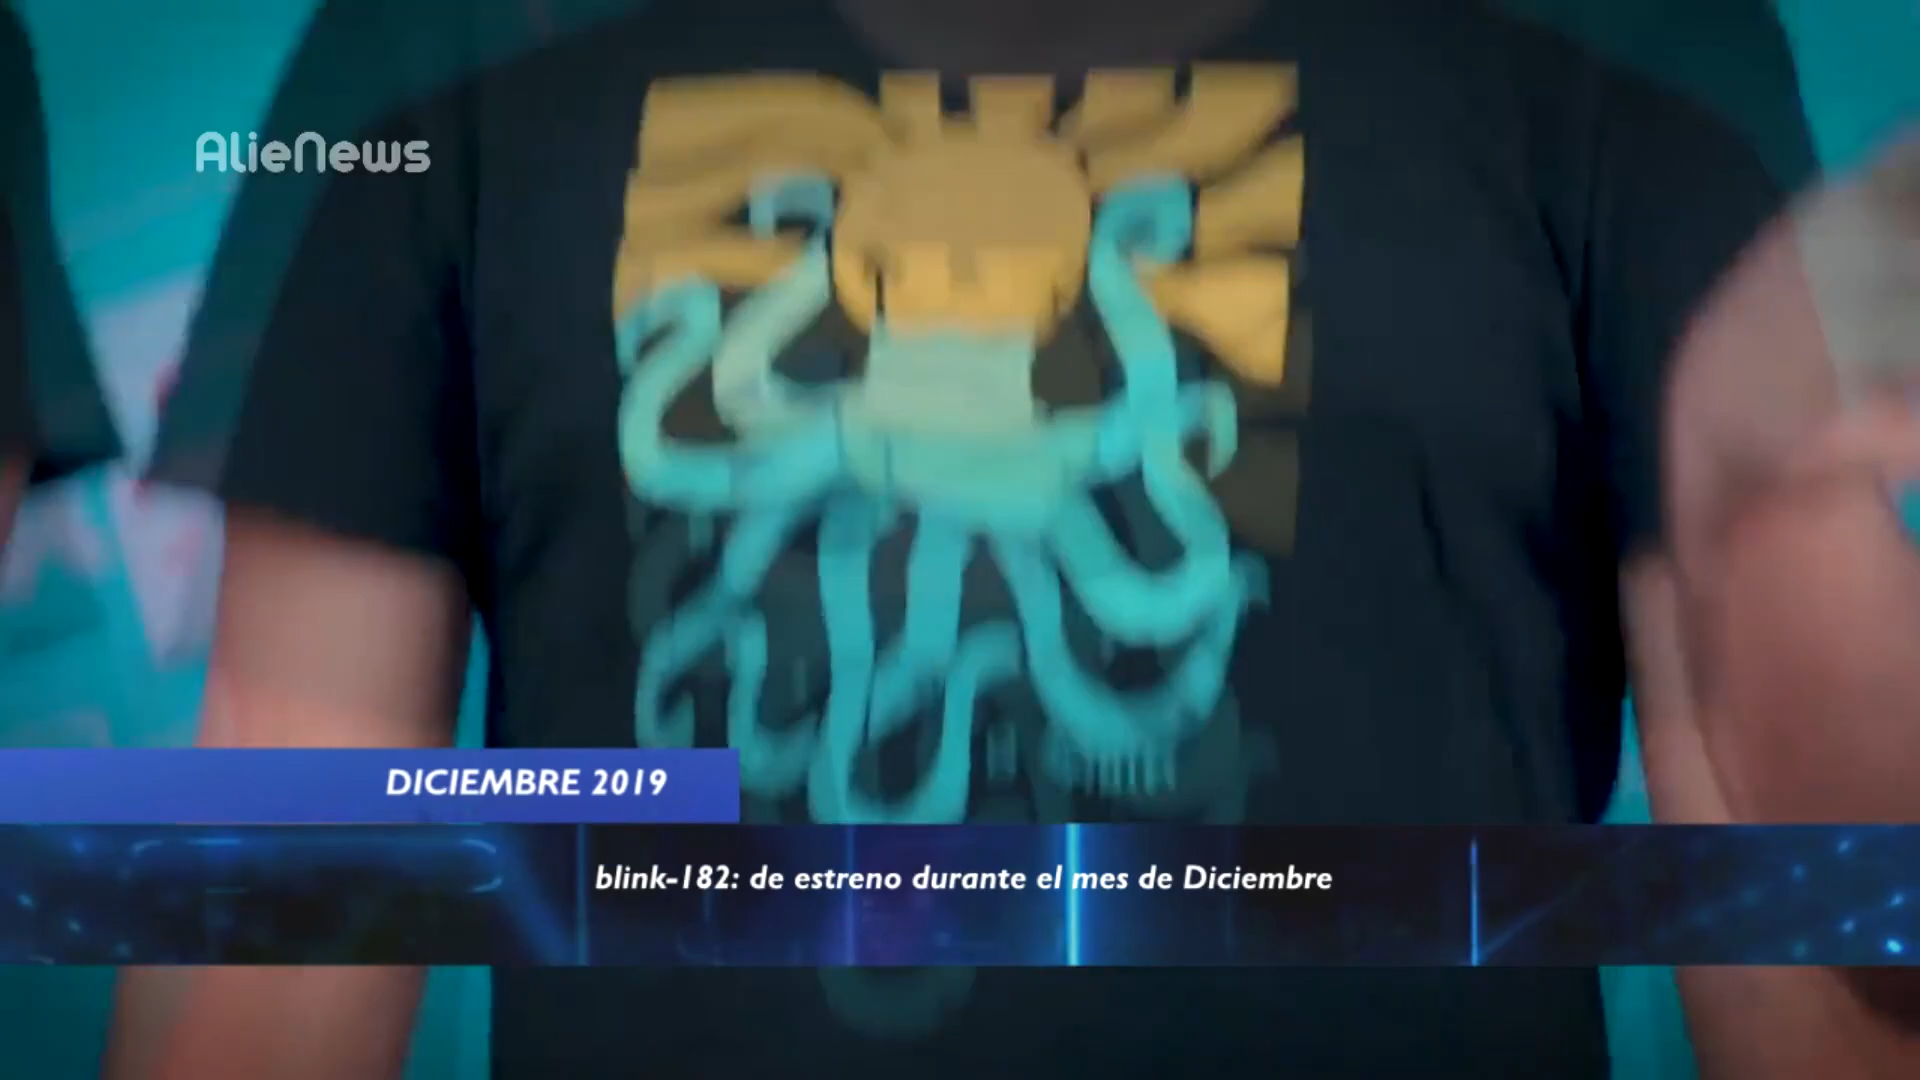 AlieNews
DICIEMBRE 2019
blink-182: de estreno durante el mes de Diciembre